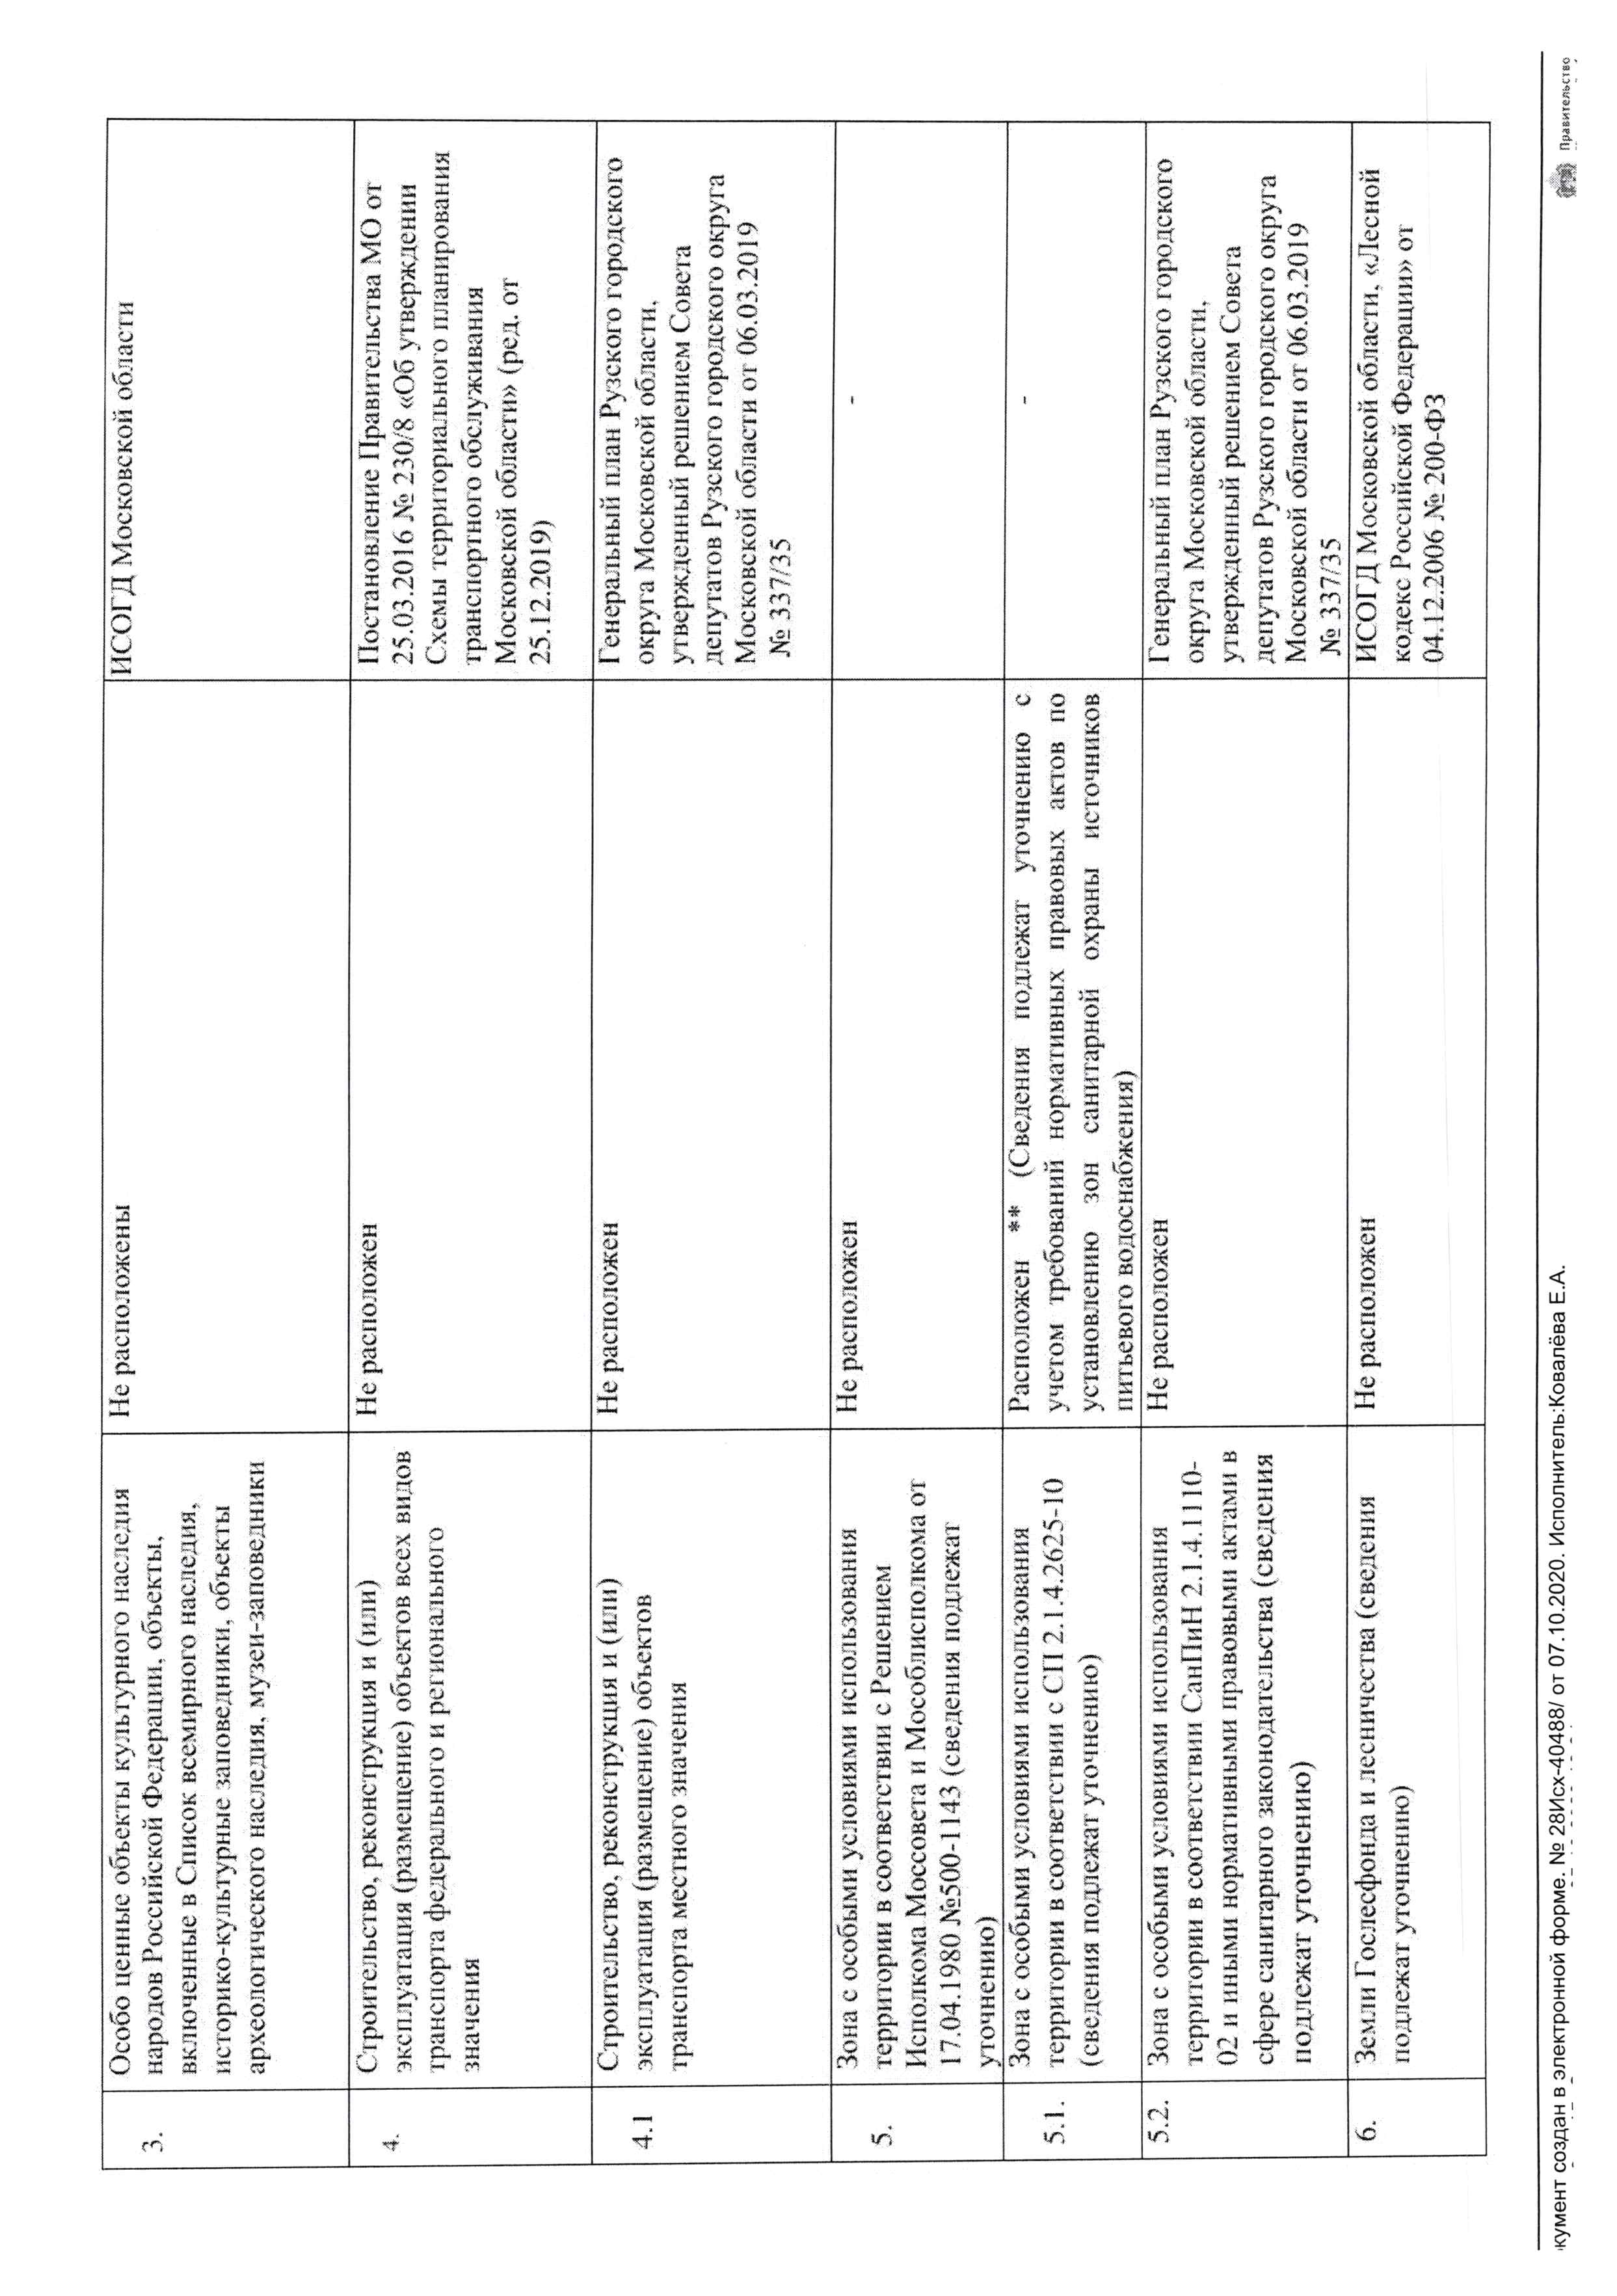 3.
Особо ценные объекты культурного наследия
народов Российской Федерации, объекты,
включенные в Список всемирного наследия,
историко-культурные заповедники, объекты
археологического наследия, музеи-заповедники
Не расположены
ИСОГД Московской области
4.
Строительство, реконструкция и (или)
эксплуатация (размещение) объектов всех видов
транспорта федерального и регионального
значения
Не расположен
Постановление Правительства МО от
25.03.2016 № 230/8 «Об утверждении
Схемы территориального планирования
транспортного обслуживания
Московской области» (ред. от
25.12.2019)
4.1
Строительство, реконструкция и (или)
эксплуатация (размещение) объектов
транспорта местного значения
Не расположен
Генеральный план Рузского городского
округа Московской области,
утвержденный решением Совета
депутатов Рузского городского округа
Московской области от 06.03.2019
№ 337/35
5.
Зона с особыми условиями использования
территории в соответствии с Решением
Исполкома Моссовета и Мособлисполкома от
17.04.1980 №500-1143 (сведения подлежат
уточнению)
Не расположен
-
5.1.
Зона с особыми условиями использования
территории в соответствии с СП 2.1.4.2625-10
(сведения подлежат уточнению)
Расположен ** (Сведения подлежат уточнению с
учетом требований нормативных правовых актов по
установлению зон санитарной охраны источников
питьевого водоснабжения)
-
5.2.
Зона с особыми условиями использования
территории в соответствии СанПиН 2.1.4.1110-
02 и иными нормативными правовыми актами в
сфере санитарного законодательства (сведения
подлежат уточнению)
Не расположен
Генеральный план Рузского городского
округа Московской области,
утвержденный решением Совета
депутатов Рузского городского округа
Московской области от 06.03.2019
№ 337/35
6.
Земли Гослесфонда и лесничества (сведения
подлежат уточнению)
Не расположен
ИСОГД Московской области, «Лесной
кодекс Российской Федерации» от
04.12.2006 № 200-ФЗ
кумент создан в электронной форме. № 28Исх-40488/ от 07.10.2020. Исполнитель:Ковалёва Е.А.
Правительство